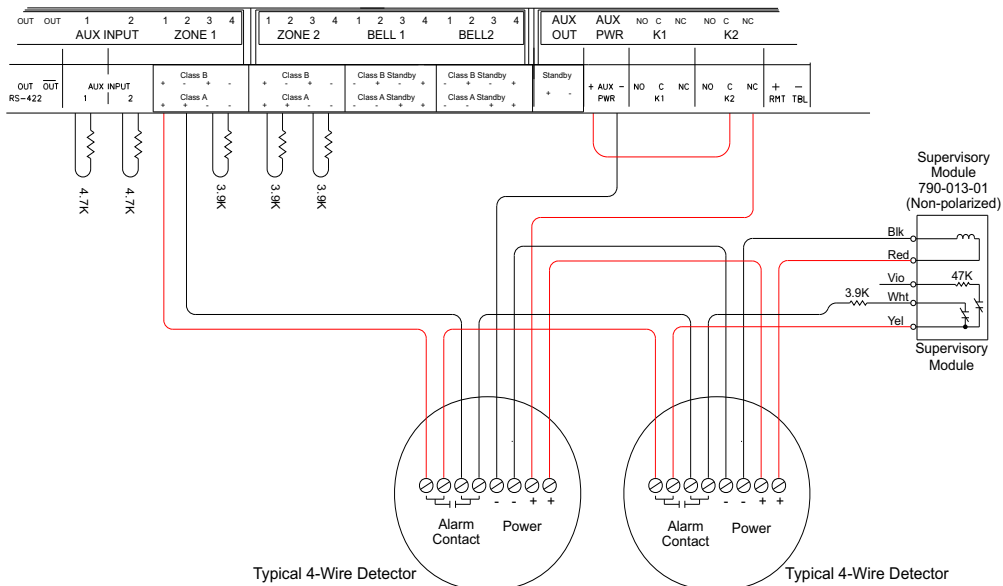 OUT OUT 1 2 1 2 3 4 1 2 3 4 1 2 3 4 1 2 3 4 AUX AUX NO C NC NO C NC
AUX INPUT ZONE 1 ZONE 2 BELL 1 BELL2 OUT PWR K1 K2
Class B Class B Class B Standby Class B Standby Standby
+ - + - + - + - - + - + - + - +
OUT OUT AUX INPUT + AUX - NO C NC NO C NC + -
RS-422 1 2 Class A Class A Class A Standby Class A Standby PWR K1 K2 RMT TBL
+ + - - + + - - - - + + - - + + + -
4.7K
4.7K
3.9K
3.9K
3.9K
Supervisory
Module
790-013-01
(Non-polarized)
Blk
Red
Vio 47K
3.9K Wht
Yel
Supervisory
Module
- - + +
Alarm
Contact
Power
Typical 4-Wire Detector
- - + +
Alarm
Contact
Power
Typical 4-Wire Detector